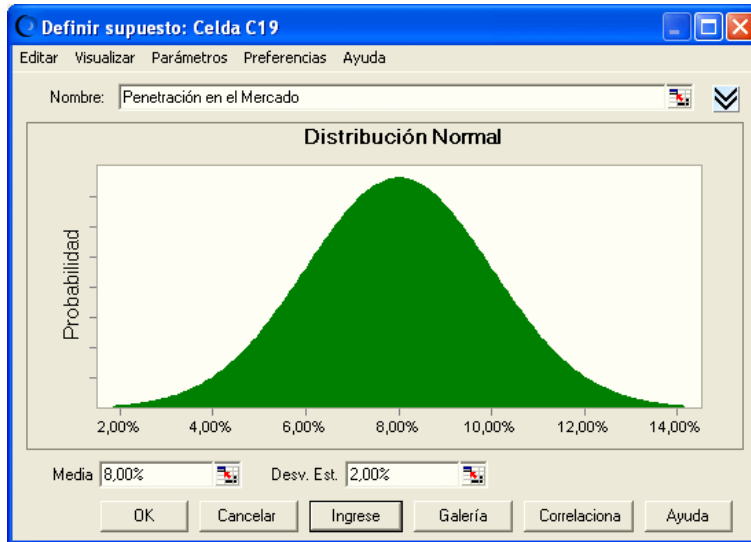 Definir supuesto: Celda C19
Editar Visualizar Parámetros Preferencias Ayuda
Nombre: Penetración en el Mercado
Distribución Normal
Probabilidad
2,00% 4,00% 6,00% 8,00% 10,00% 12,00% 14,00%
Media 8,00% Desv. Est. 2,00%
OK Cancelar Ingrese Galería Correlaciona Ayuda